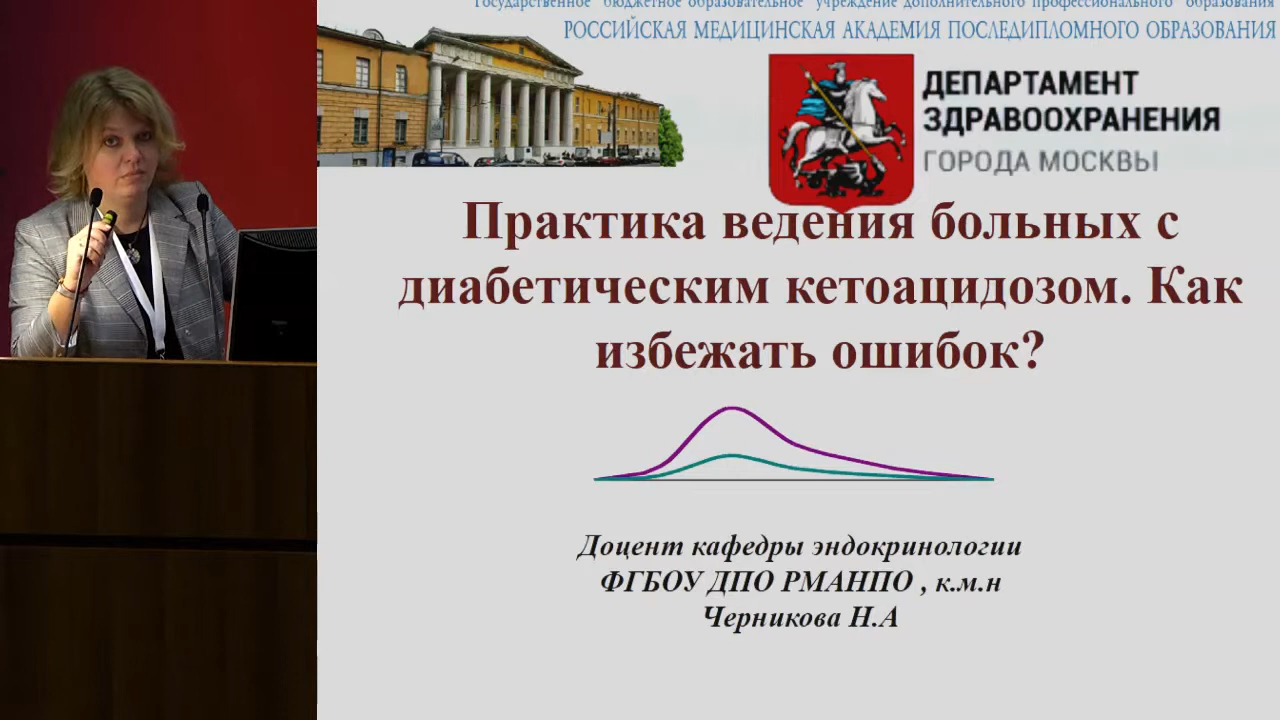 Государственное бюджетное образовательное учреждение дополнительного профессионального образования
РОССИЙСКАЯ МЕДИЦИНСКАЯ АКАДЕМИЯ ПОСЛЕДИПЛОМНОГО ОБРАЗОВАНИЯ
ДЕПАРТАМЕНТ
ЗДРАВООХРАНЕНИЯ
ГОРОДА МОСКВЫ
Практика ведения больных с
диабетическим кетоацидозом. Как
избежать ошибок?
Доцент кафедры эндокринологии
ФГБОУ ДПО РМАНПО , к.м.н
Черникова Н.А